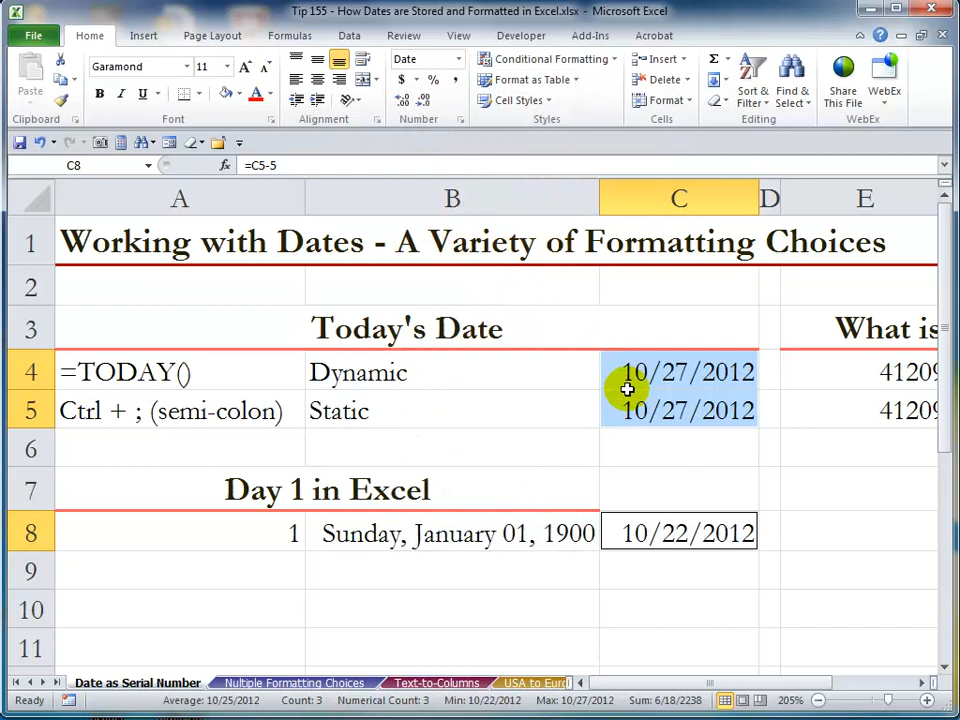 Tip 155 - How Dates are Stored and Formatted in Excel.xlsx - Microsoft Excel
File Home Insert Page Layout Formulas Data Review View Developer Add-Ins Acrobat
Garamond 11 Date Conditional Formatting Insert Σ
Paste B I U A $ % , Format as Table Delete Sort & Find & Share WebEx
Cell Styles Format Filter Select This File
Clipboard Font Alignment Number Styles Cells Editing WebEx
C8 fx =C5-5
A B C D E
1 Working with Dates - A Variety of Formatting Choices
2
3 Today's Date What is
4 =TODAY() Dynamic 10/27/2012 41209
5 Ctrl + ; (semi-colon) Static 10/27/2012 41209
6
7 Day 1 in Excel
8 1 Sunday, January 01, 1900 10/22/2012
9
10
11
Date as Serial Number Nultiple Formatting Choices Text-to-Columns USA to Euro
Ready Average: 10/25/2012 Count: 3 Numerical Count: 3 Min: 10/22/2012 Max: 10/27/2012 Sum: 6/18/2238 205%